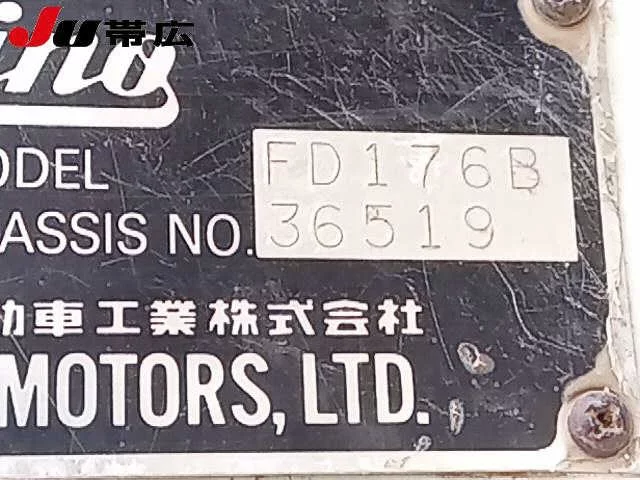 JU帯広
ino
ODEL FD176B
ASSIS NO. 36519
動車工業株式会社
MOTORS, LTD.